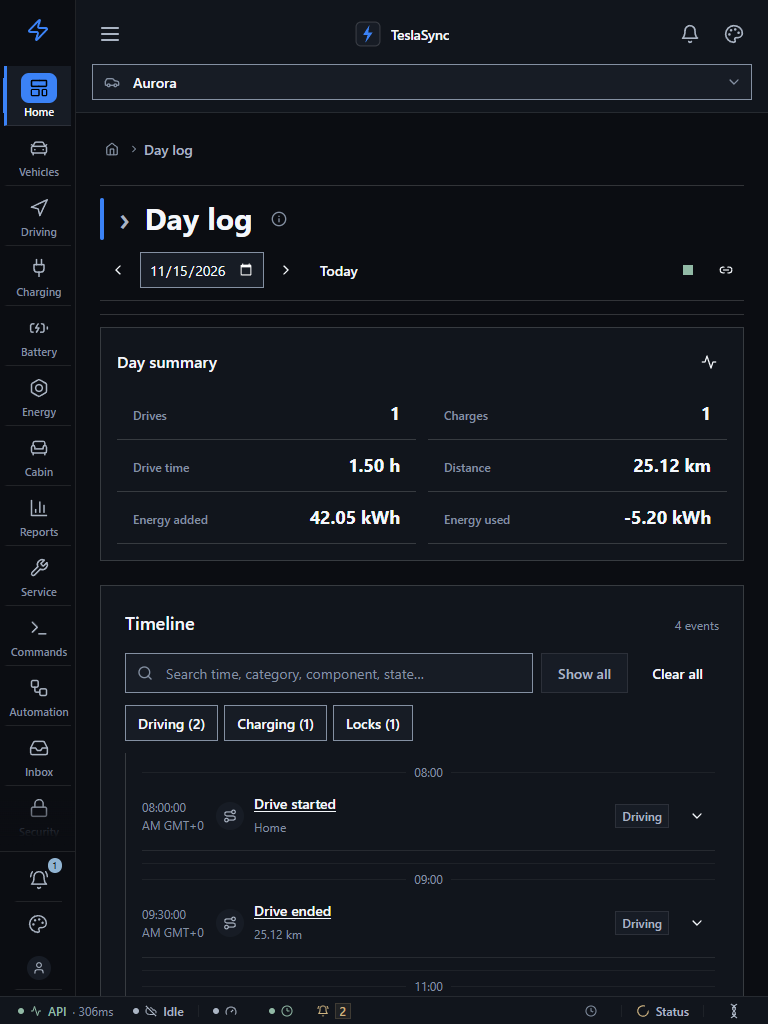 TeslaSync
Aurora
Home
Vehicles
Driving
Charging
Battery
Energy
Cabin
Reports
Service
Commands
Automation
Inbox
Security
1
Day log
Day log
11/15/2026
Today
Day summary
Drives 1
Charges 1
Drive time 1.50 h
Distance 25.12 km
Energy added 42.05 kWh
Energy used -5.20 kWh
Timeline
4 events
Search time, category, component, state...
Show all
Clear all
Driving (2)
Charging (1)
Locks (1)
08:00
08:00:00
AM GMT+0
Drive started
Home
Driving
09:00
09:30:00
AM GMT+0
Drive ended
25.12 km
Driving
11:00
API · 306ms
Idle
2
Status